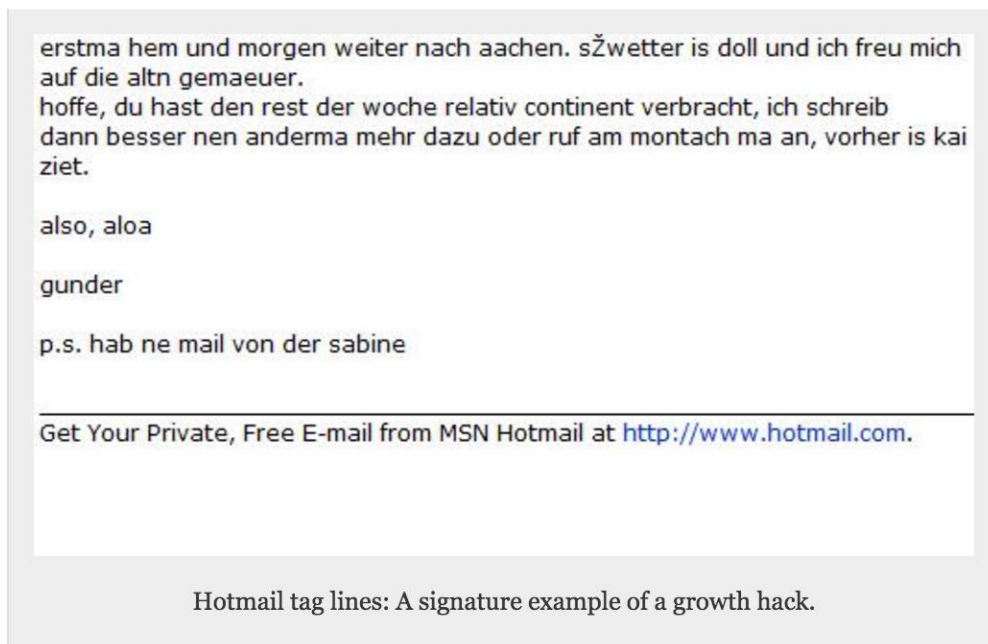 erstma hem und morgen weiter nach aachen. sŽwetter is doll und ich freu mich
auf die altn gemaeuer.
hoffe, du hast den rest der woche relativ continent verbracht, ich schreib
dann besser nen anderma mehr dazu oder ruf am montach ma an, vorher is kai
ziet.
also, aloa
gunder
p.s. hab ne mail von der sabine
Get Your Private, Free E-mail from MSN Hotmail at http://www.hotmail.com.
Hotmail tag lines: A signature example of a growth hack.